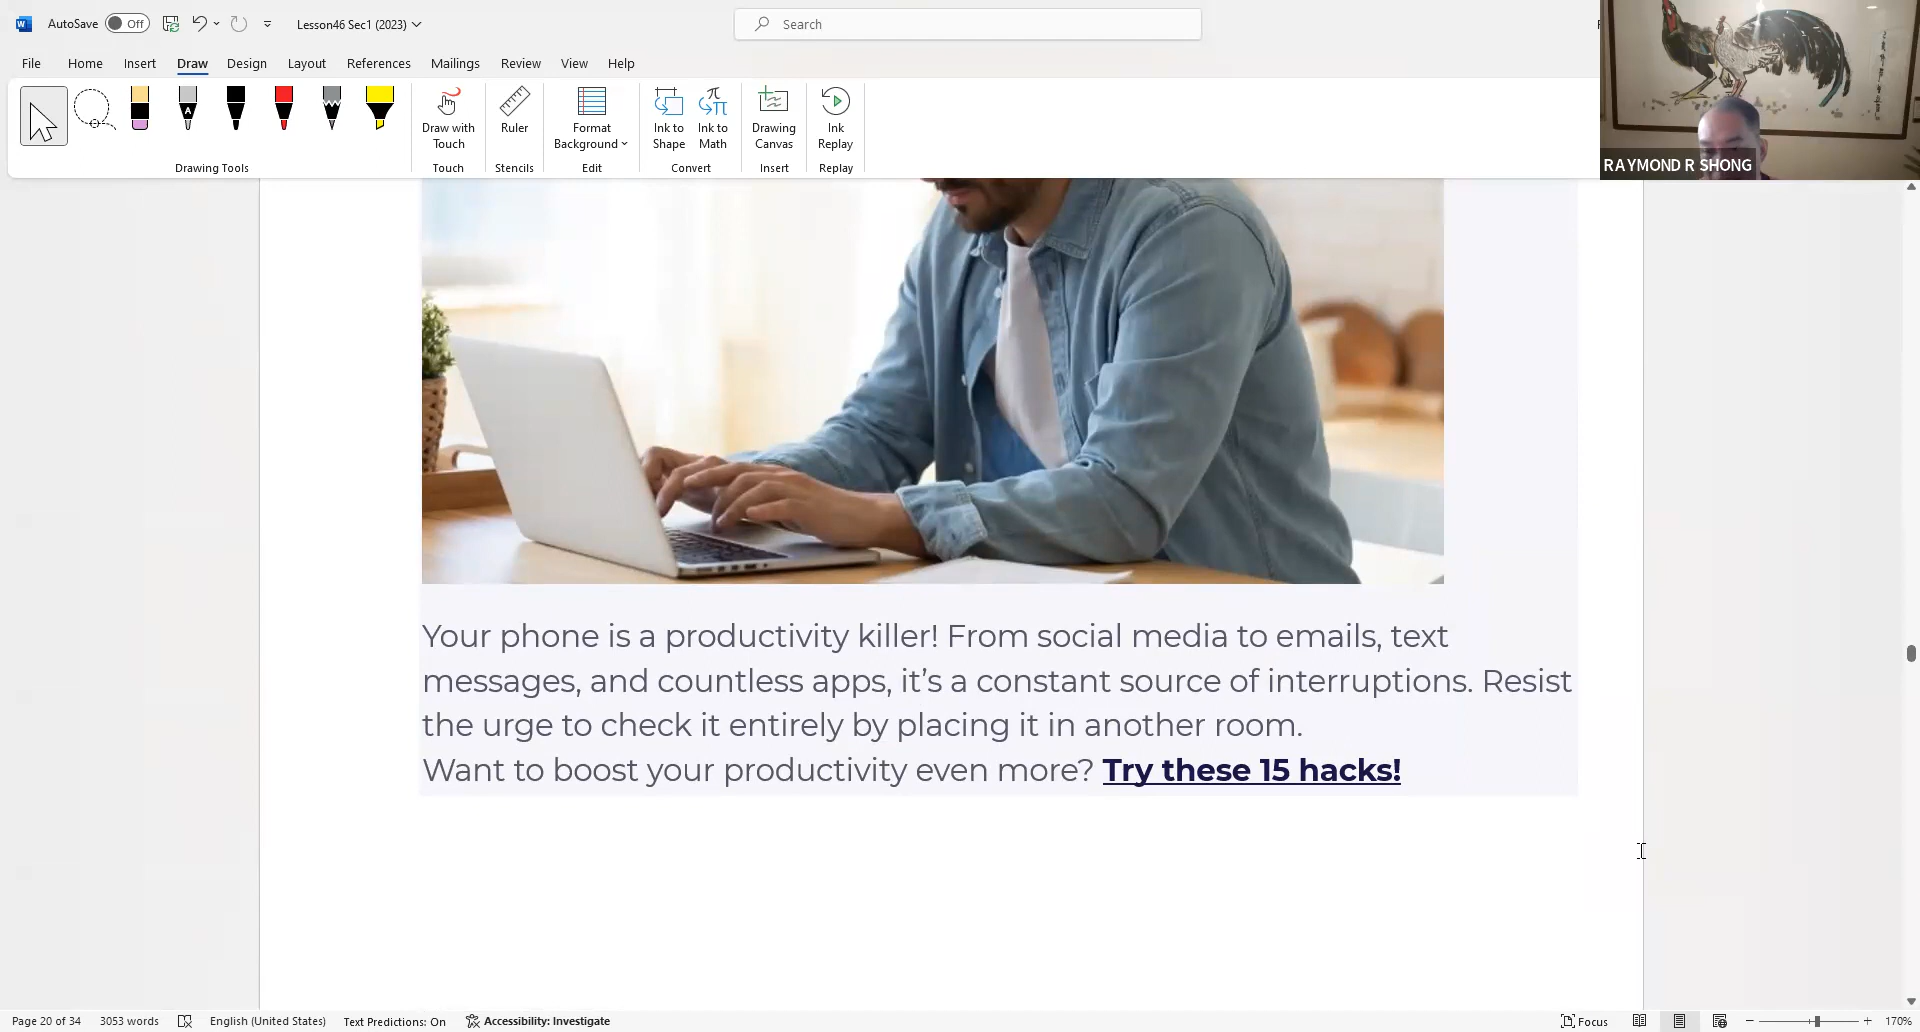 AutoSave Off Lesson46 Sec1 (2023) Search
File Home Insert Draw Design Layout References Mailings Review View Help
A
Draw with
Touch
Ruler
Format
Background
Ink to
Shape
Ink to
Math
Drawing
Canvas
Ink
Replay
Drawing Tools Touch Stencils Edit Convert Insert Replay
RAYMOND R SHONG
Your phone is a productivity killer! From social media to emails, text
messages, and countless apps, it’s a constant source of interruptions. Resist
the urge to check it entirely by placing it in another room.
Want to boost your productivity even more? Try these 15 hacks!
Page 20 of 34 3053 words English (United States) Text Predictions: On Accessibility: Investigate Focus 170%